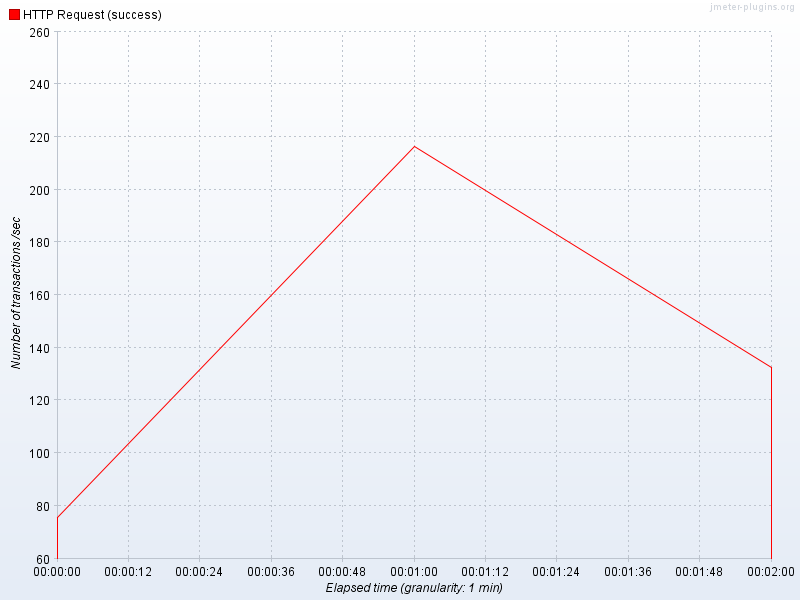 jmeter-plugins.org
HTTP Request (success)
260
240
220
200
180
160
140
120
100
80
60
Number of transactions /sec
00:00:00 00:00:12 00:00:24 00:00:36 00:00:48 00:01:00 00:01:12 00:01:24 00:01:36 00:01:48 00:02:00
Elapsed time (granularity: 1 min)